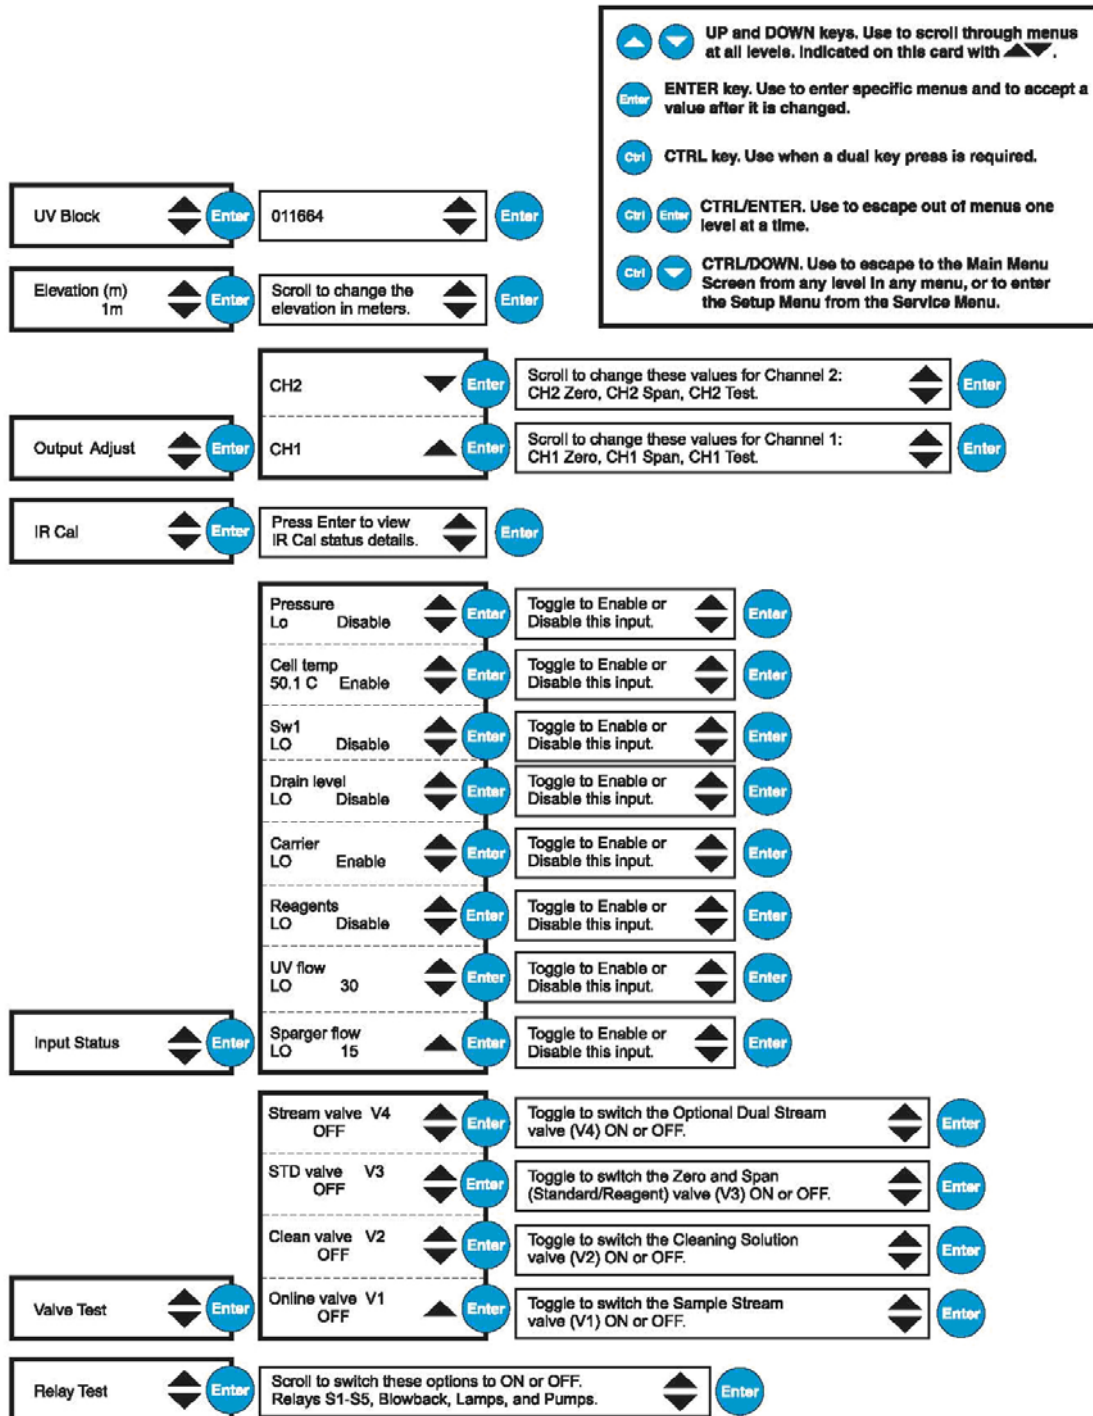 UP and DOWN keys. Use to scroll through menus
at all levels. Indicated on this card with
Enter
ENTER key. Use to enter specific menus and to accept a
value after it is changed.
Ctrl
CTRL key. Use when a dual key press is required.
Ctrl Enter
CTRL/ENTER. Use to escape out of menus one
level at a time.
Ctrl
CTRL/DOWN. Use to escape to the Main Menu
Screen from any level in any menu, or to enter
the Setup Menu from the Service Menu.
UV Block Enter 011664 Enter
Elevation (m)
1m
Enter
Scroll to change the
elevation in meters.
Enter
CH2 Enter
Scroll to change these values for Channel 2:
CH2 Zero, CH2 Span, CH2 Test.
Enter
Output Adjust Enter CH1 Enter
Scroll to change these values for Channel 1:
CH1 Zero, CH1 Span, CH1 Test.
Enter
IR Cal Enter
Press Enter to view
IR Cal status details.
Enter
Pressure
Lo Disable
Enter
Toggle to Enable or
Disable this input.
Enter
Cell temp
50.1 C Enable
Enter
Toggle to Enable or
Disable this input.
Enter
Sw1
LO Disable
Enter
Toggle to Enable or
Disable this input.
Enter
Drain level
LO Disable
Enter
Toggle to Enable or
Disable this input.
Enter
Carrier
LO Enable
Enter
Toggle to Enable or
Disable this input.
Enter
Reagents
LO Disable
Enter
Toggle to Enable or
Disable this input.
Enter
UV flow
LO 30
Enter
Toggle to Enable or
Disable this input.
Enter
Input Status Enter
Sparger flow
LO 15
Enter
Toggle to Enable or
Disable this input.
Enter
Stream valve V4
OFF
Enter
Toggle to switch the Optional Dual Stream
valve (V4) ON or OFF.
Enter
STD valve V3
OFF
Enter
Toggle to switch the Zero and Span
(Standard/Reagent) valve (V3) ON or OFF.
Enter
Clean valve V2
OFF
Enter
Toggle to switch the Cleaning Solution
valve (V2) ON or OFF.
Enter
Valve Test Enter
Online valve V1
OFF
Enter
Toggle to switch the Sample Stream
valve (V1) ON or OFF.
Enter
Relay Test Enter
Scroll to switch these options to ON or OFF.
Relays S1-S5, Blowback, Lamps, and Pumps.
Enter